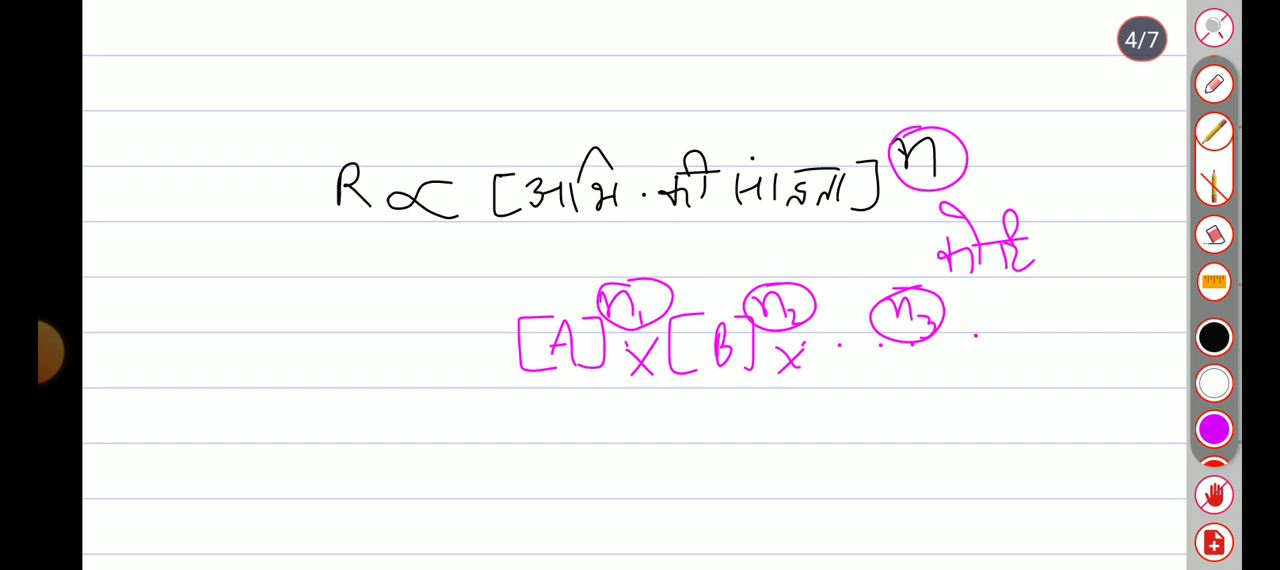 4/7
R ∝ [अभि. की सांद्रता]ⁿ
कोटि
[A]ⁿ¹ × [B]ⁿ² × . . . ⁿ³ .